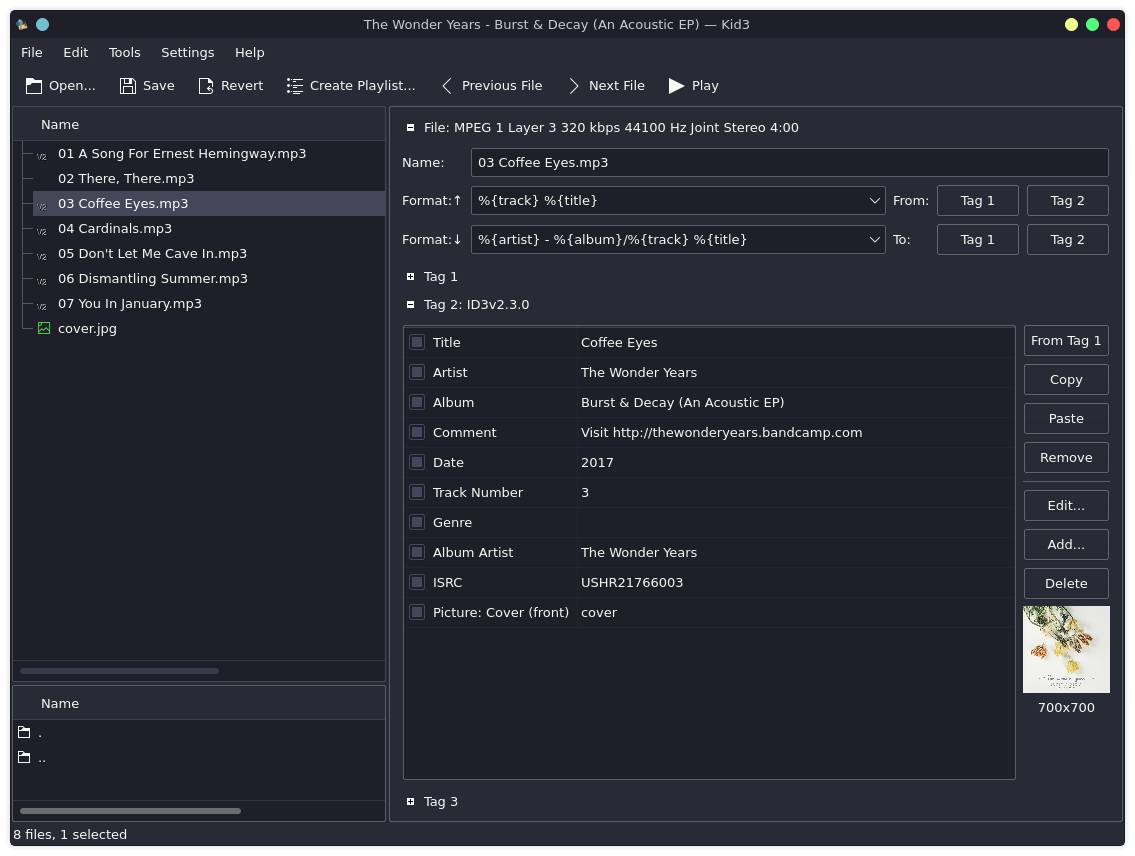 The Wonder Years - Burst & Decay (An Acoustic EP) — Kid3
File Edit Tools Settings Help
Open... Save Revert Create Playlist... Previous File Next File Play
Name
01 A Song For Ernest Hemingway.mp3
02 There, There.mp3
03 Coffee Eyes.mp3
04 Cardinals.mp3
05 Don't Let Me Cave In.mp3
06 Dismantling Summer.mp3
07 You In January.mp3
cover.jpg
Name
.
..
8 files, 1 selected
File: MPEG 1 Layer 3 320 kbps 44100 Hz Joint Stereo 4:00
Name: 03 Coffee Eyes.mp3
Format:↑ %{track} %{title} From: Tag 1 Tag 2
Format:↓ %{artist} - %{album}/%{track} %{title} To: Tag 1 Tag 2
Tag 1
Tag 2: ID3v2.3.0
Title Coffee Eyes
Artist The Wonder Years
Album Burst & Decay (An Acoustic EP)
Comment Visit http://thewonderyears.bandcamp.com
Date 2017
Track Number 3
Genre
Album Artist The Wonder Years
ISRC USHR21766003
Picture: Cover (front) cover
From Tag 1
Copy
Paste
Remove
Edit...
Add...
Delete
700x700
Tag 3